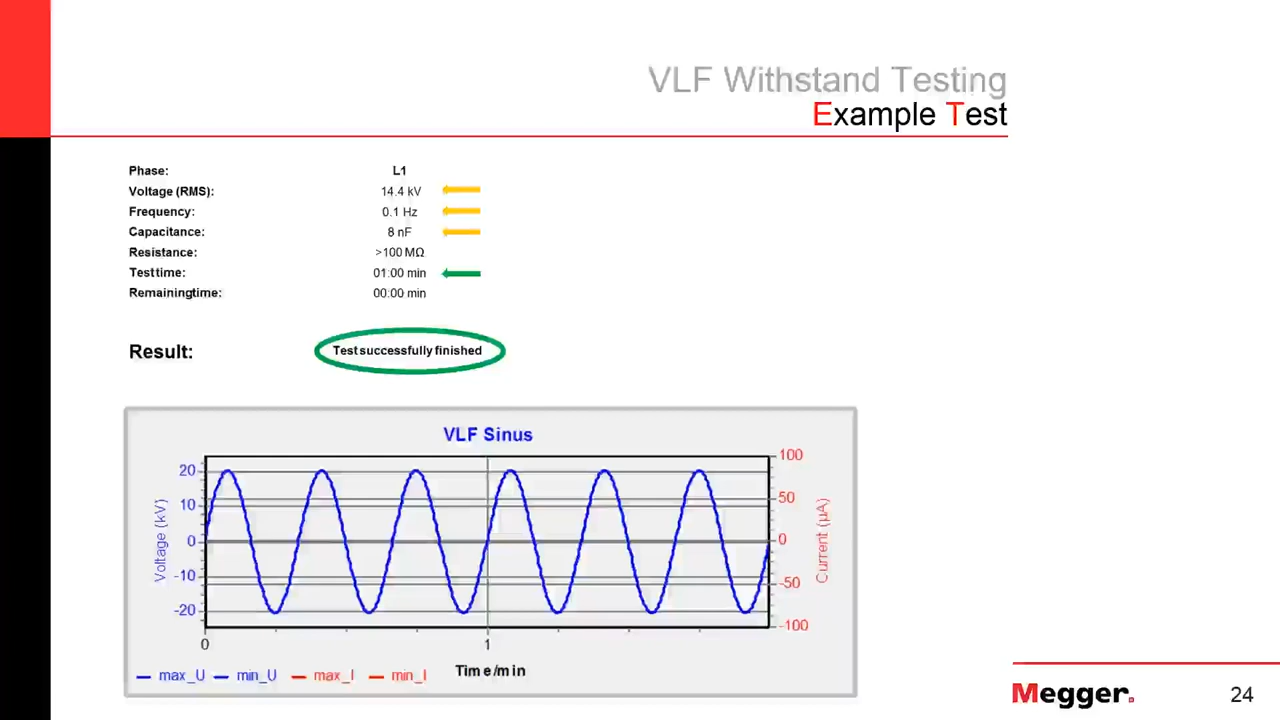 VLF Withstand Testing
Example Test
Phase: L1
Voltage (RMS): 14.4 kV
Frequency: 0.1 Hz
Capacitance: 8 nF
Resistance: >100 MΩ
Testtime: 01:00 min
Remainingtime: 00:00 min
Result: Test successfully finished
VLF Sinus
20
10
0
-10
-20
Voltage (kV)
100
50
0
-50
-100
Current (µA)
0 1
Time/min
max_U min_U max_I min_I
Megger. 24